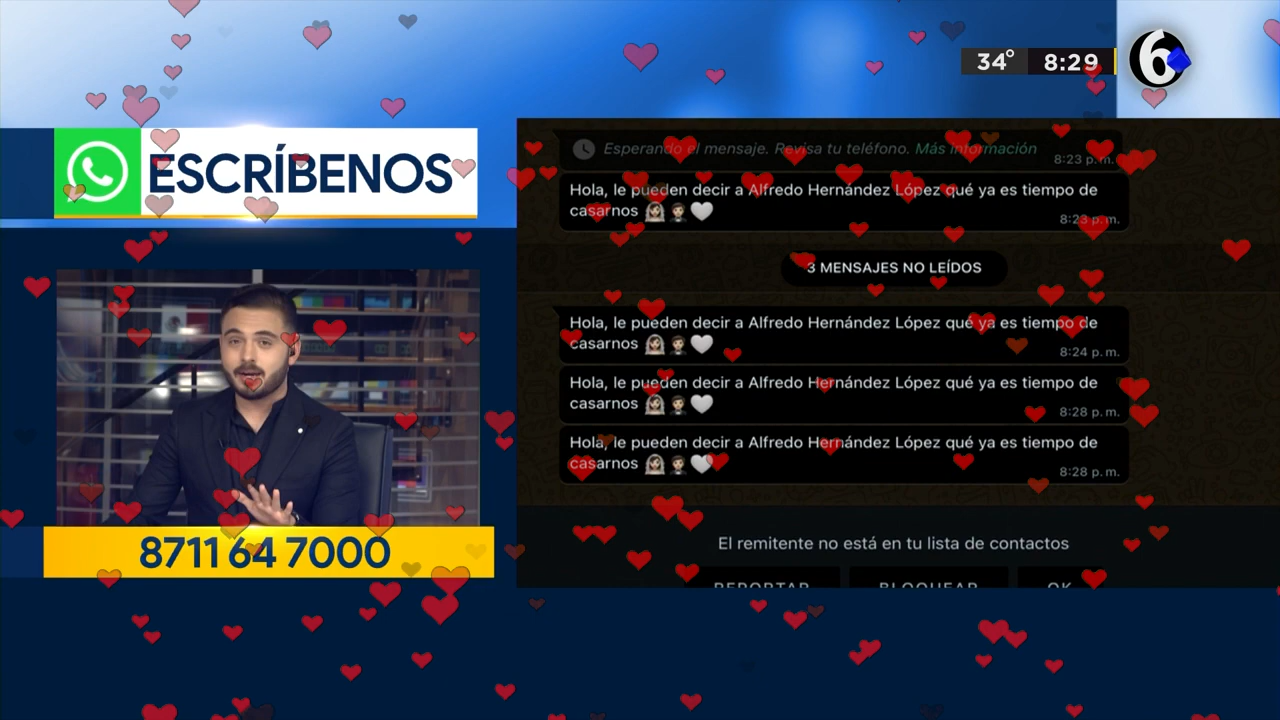 34° 8:29 6
ESCRÍBENOS
Esperando el mensaje. Revisa tu teléfono. Más información
8:23 p. m.
Hola, le pueden decir a Alfredo Hernández López qué ya es tiempo de
casarnos 👰🏻🤵🏻🤍
8:23 p. m.
3 MENSAJES NO LEÍDOS
Hola, le pueden decir a Alfredo Hernández López qué ya es tiempo de
casarnos 👰🏻🤵🏻🤍
8:24 p. m.
Hola, le pueden decir a Alfredo Hernández López qué ya es tiempo de
casarnos 👰🏻🤵🏻🤍
8:28 p. m.
Hola, le pueden decir a Alfredo Hernández López qué ya es tiempo de
casarnos 👰🏻🤵🏻🤍
8:28 p. m.
El remitente no está en tu lista de contactos
REPORTAR BLOQUEAR OK
8711 64 7000